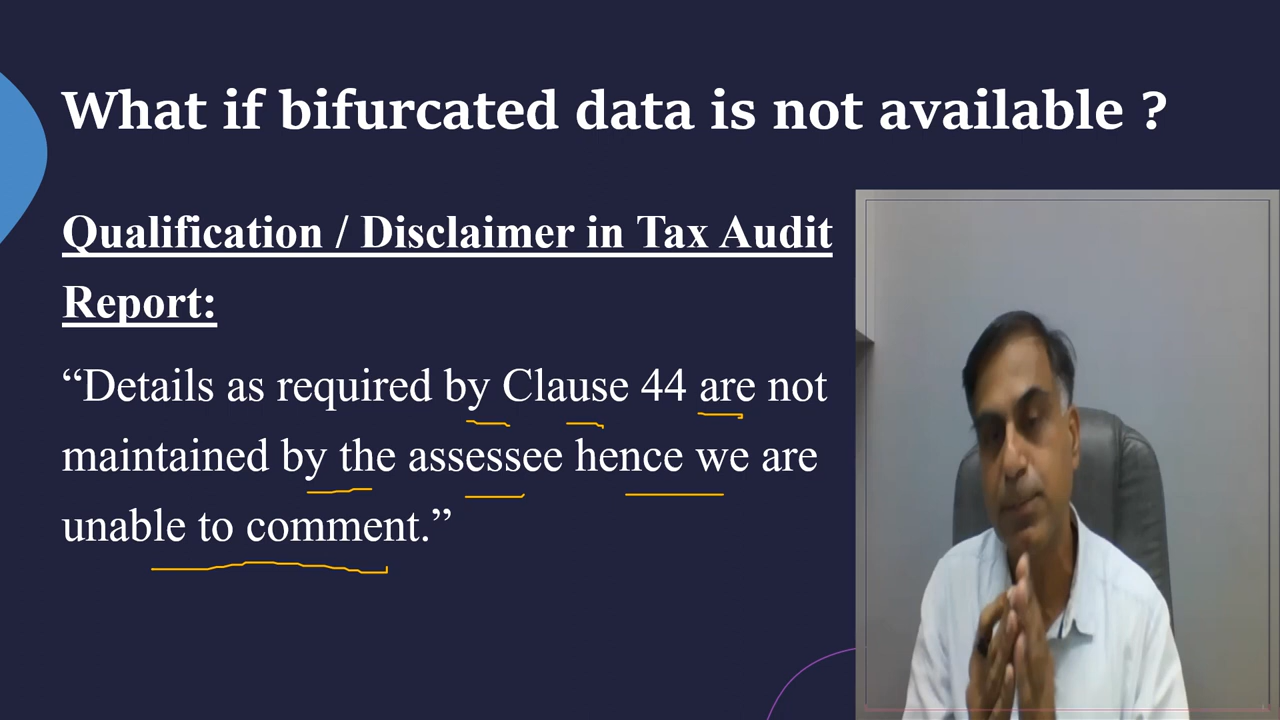 What if bifurcated data is not available ?
Qualification / Disclaimer in Tax Audit
Report:
“Details as required by Clause 44 are not
maintained by the assessee hence we are
unable to comment.”